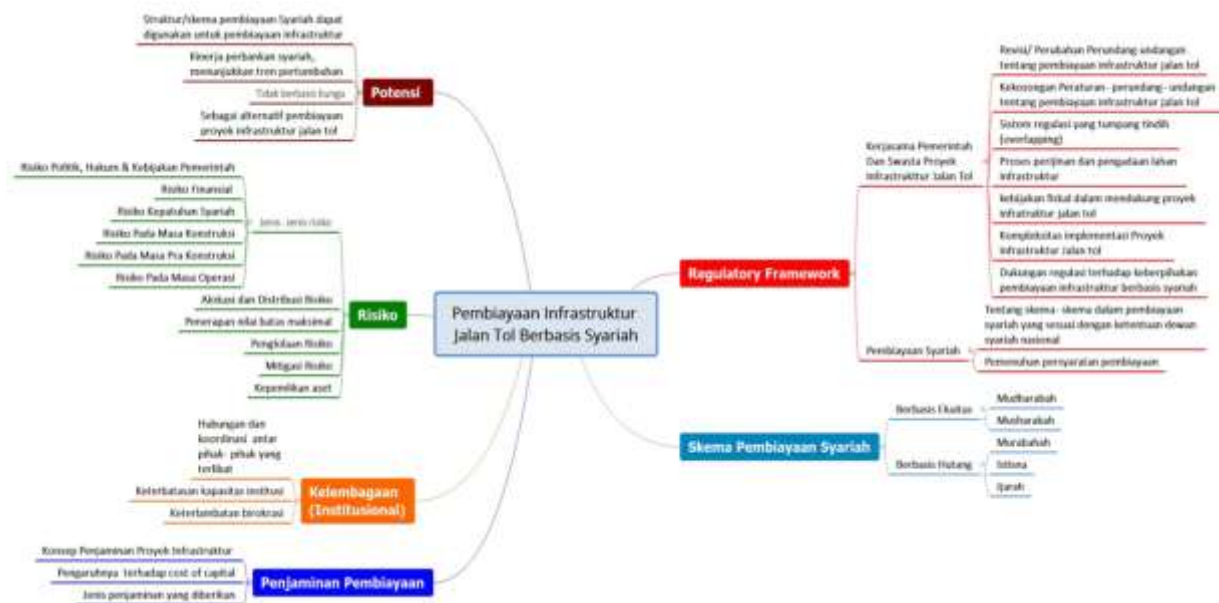 Struktur/skema pembiayaan Syariah dapat
digunakan untuk pembiayaan infrastruktur
Kinerja perbankan syariah,
menunjukkan tren pertumbuhan
Tidak berbasis bunga
Sebagai alternatif pembiayaan
proyek infrastruktur jalan tol
Potensi
Risiko Politik, Hukum & Kebijakan Pemerintah
Risiko Finansial
Risiko Kepatuhan Syariah
Risiko Pada Masa Konstruksi
Risiko Pada Masa Pra Konstruksi
Risiko Pada Masa Operasi
Jenis- jenis risiko
Alokasi dan Distribusi Risiko
Penerapan nilai batas maksimal
Pengelolaan Risiko
Mitigasi Risiko
Kepemilikan aset
Risiko
Hubungan dan
koordinasi antar
pihak- pihak yang
terlibat
Keterbatasan kapasitas institusi
Keterlambatan birokrasi
Kelembagaan
(Institusional)
Konsep Penjaminan Proyek Infrastruktur
Pengaruhnya terhadap cost of capital
Jenis penjaminan yang diberikan
Penjaminan Pembiayaan
Pembiayaan Infrastruktur
Jalan Tol Berbasis Syariah
Regulatory Framework
Kerjasama Pemerintah
Dan Swasta Proyek
Infrastruktur Jalan Tol
Revisi/ Perubahan Perundang-undangan
tentang pembiayaan infrastruktur jalan tol
Kekosongan Peraturan- perundang- undangan
tentang pembiayaan infrastruktur jalan tol
Sistem regulasi yang tumpang tindih
(overlapping)
Proses perijinan dan pengadaan lahan
infrastruktur
kebijakan fiskal dalam mendukung proyek
infratruktur jalan tol
Kompleksitas implementasi Proyek
Infrastruktur Jalan tol
Dukungan regulasi terhadap keberpihakan
pembiayaan infrastruktur berbasis syariah
Pembiayaan Syariah
Tentang skema- skema dalam pembiayaan
syariah yang sesuai dengan ketentuan dewan
syariah nasional
Pemenuhan persyaratan pembiayaan
Skema Pembiayaan Syariah
Berbasis Ekuitas
Mudharabah
Musharakah
Berbasis Hutang
Murabahah
Istisna
Ijarah